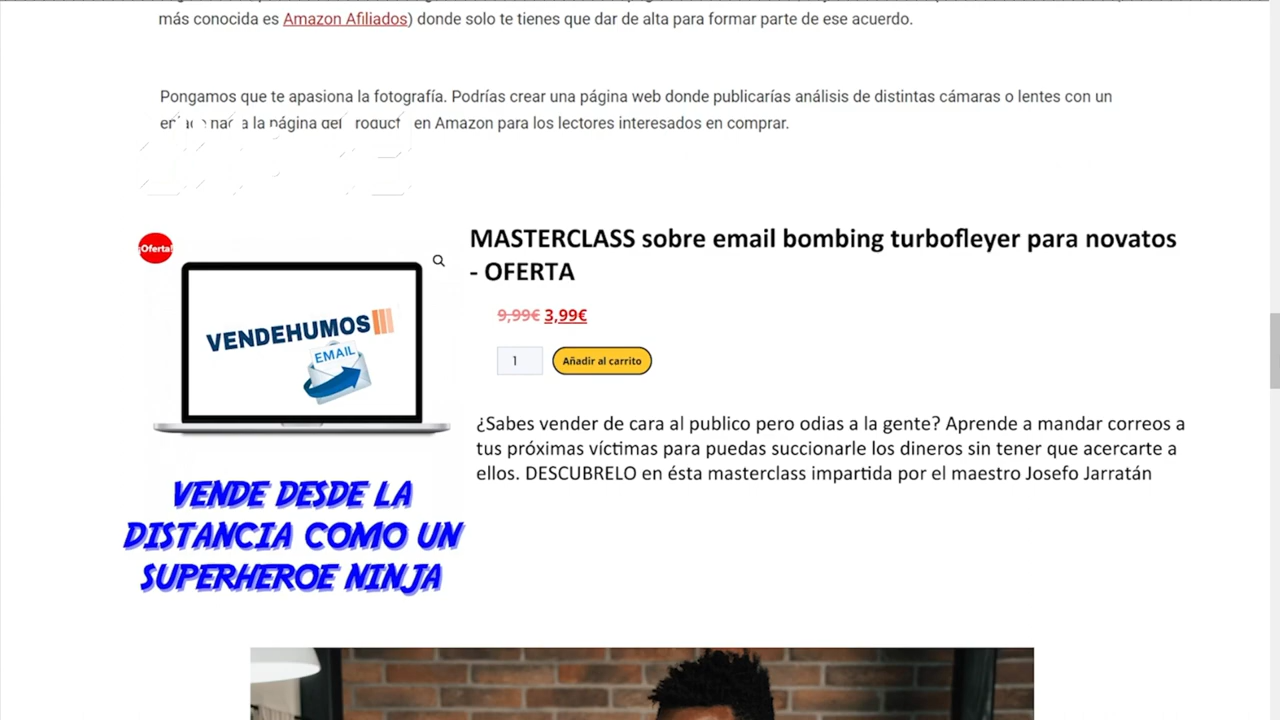 más conocida es Amazon Afiliados) donde solo te tienes que dar de alta para formar parte de ese acuerdo.
Pongamos que te apasiona la fotografía. Podrías crear una página web donde publicarías análisis de distintas cámaras o lentes con un
a la página en Amazon para los lectores interesados en comprar.
¡Oferta!
MASTERCLASS sobre email bombing turbofleyer para novatos
- OFERTA
9,99€ 3,99€
1 Añadir al carrito
VENDEHUMOS
EMAIL
¿Sabes vender de cara al publico pero odias a la gente? Aprende a mandar correos a
tus próximas víctimas para puedas succionarle los dineros sin tener que acercarte a
ellos. DESCUBRELO en ésta masterclass impartida por el maestro Josefo Jarratán
VENDE DESDE LA
DISTANCIA COMO UN
SUPERHEROE NINJA